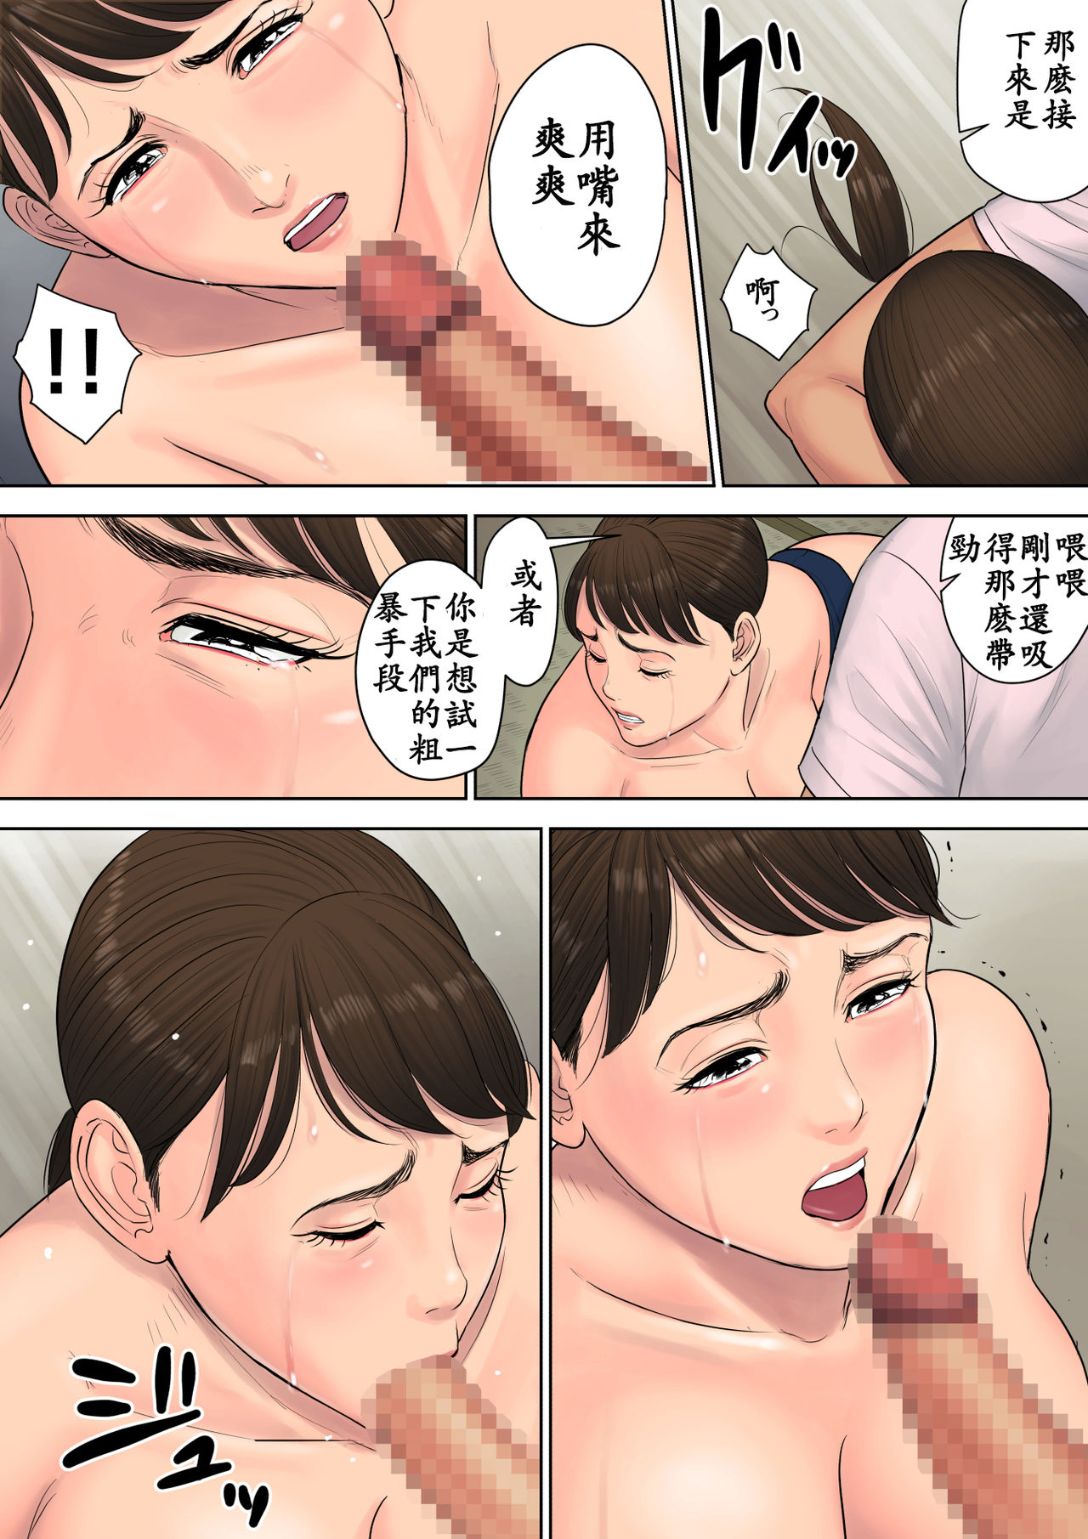 那麼接
下來是
グイッ
啊っ
用嘴來
爽爽
!!
喂喂
剛才還吸
得那麼帶
勁
或者
你是想試一
下我們的粗
暴手段
ジュッ